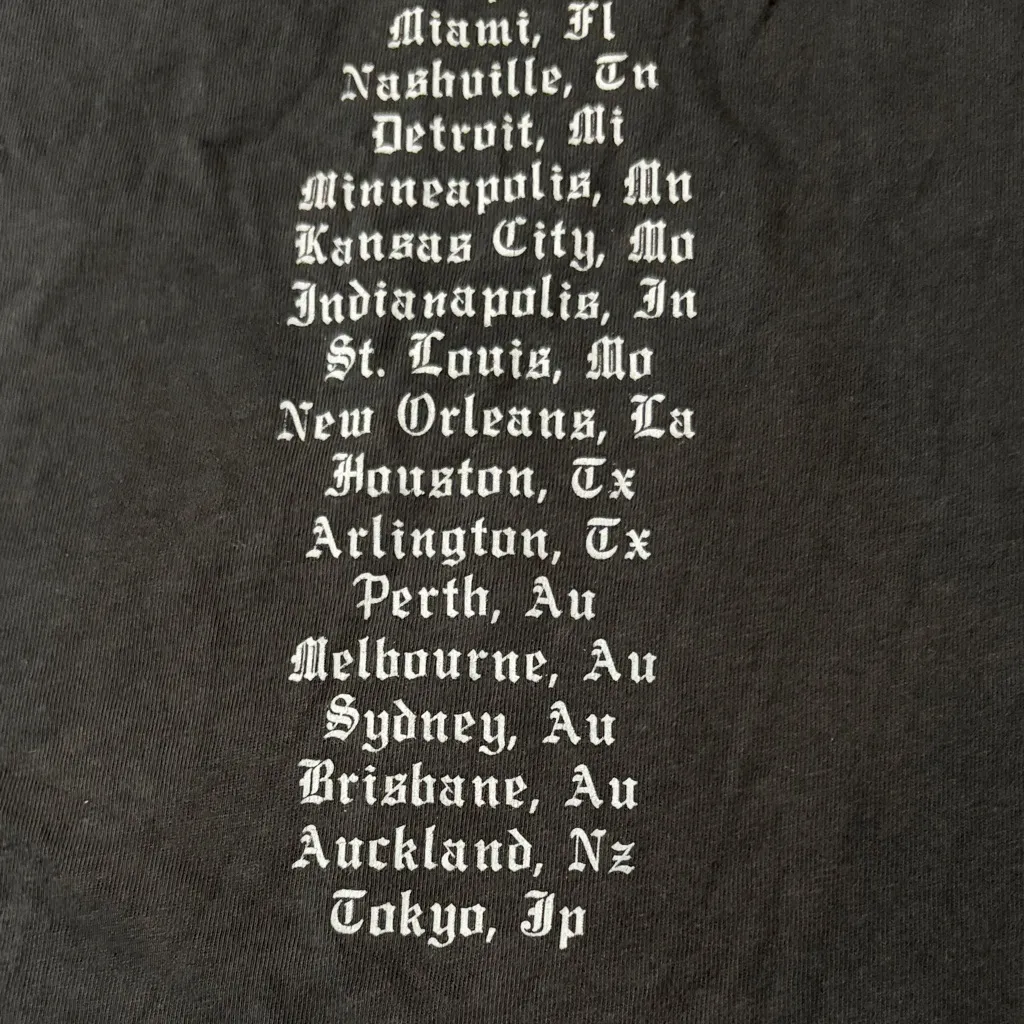 Miami, Fl
Nashville, Tn
Detroit, Mi
Minneapolis, Mn
Kansas City, Mo
Indianapolis, In
St. Louis, Mo
New Orleans, La
Houston, Tx
Arlington, Tx
Perth, Au
Melbourne, Au
Sydney, Au
Brisbane, Au
Auckland, Nz
Tokyo, Jp